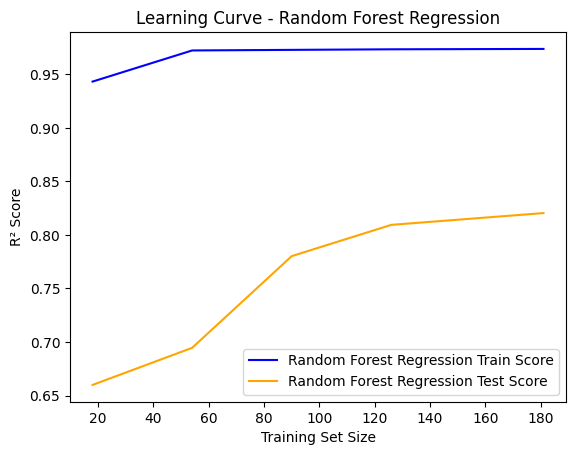 Learning Curve - Random Forest Regression
R² Score
0.95
0.90
0.85
0.80
0.75
0.70
0.65
Random Forest Regression Train Score
Random Forest Regression Test Score
20 40 60 80 100 120 140 160 180
Training Set Size